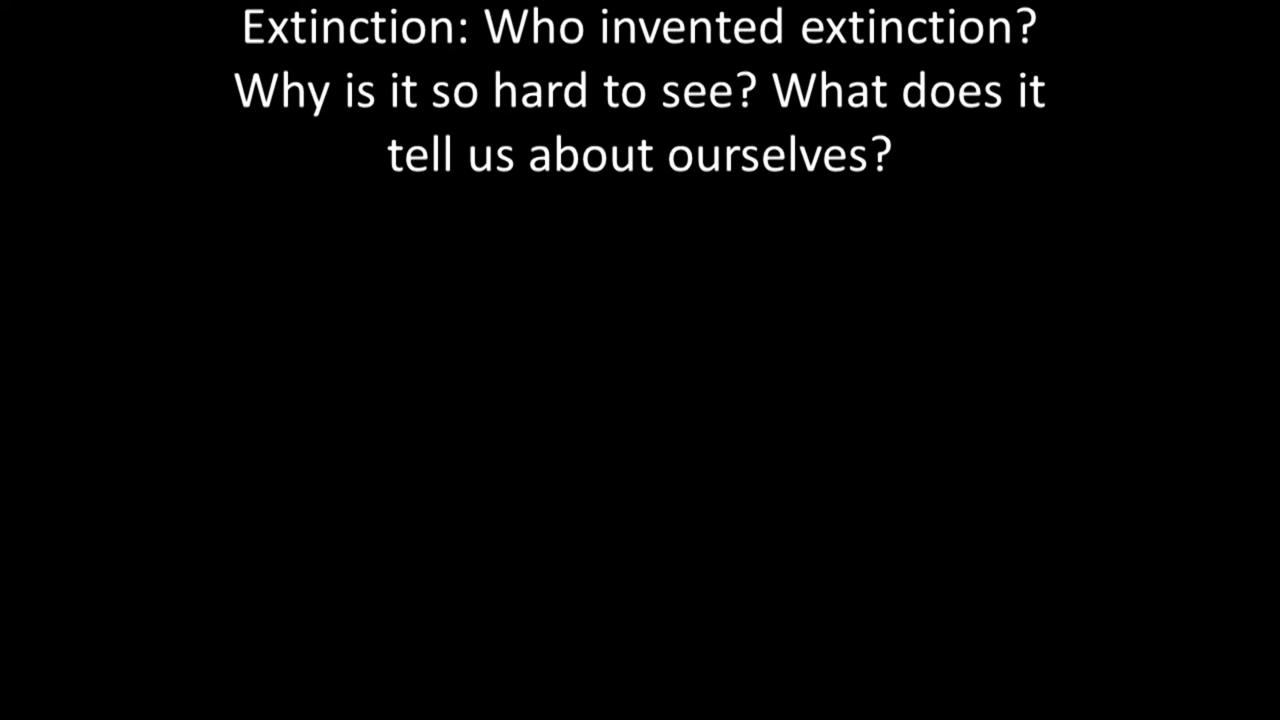 Extinction: Who invented extinction?
Why is it so hard to see? What does it
tell us about ourselves?